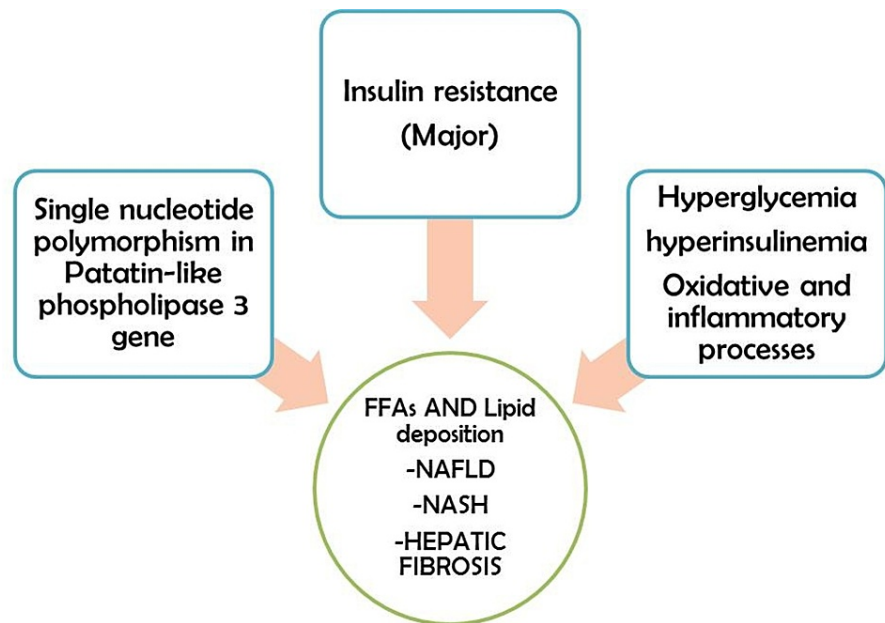 Insulin resistance
(Major)
Single nucleotide
polymorphism in
Patatin-like
phospholipase 3
gene
Hyperglycemia
hyperinsulinemia
Oxidative and
inflammatory
processes
FFAs AND Lipid
deposition
-NAFLD
-NASH
-HEPATIC
FIBROSIS